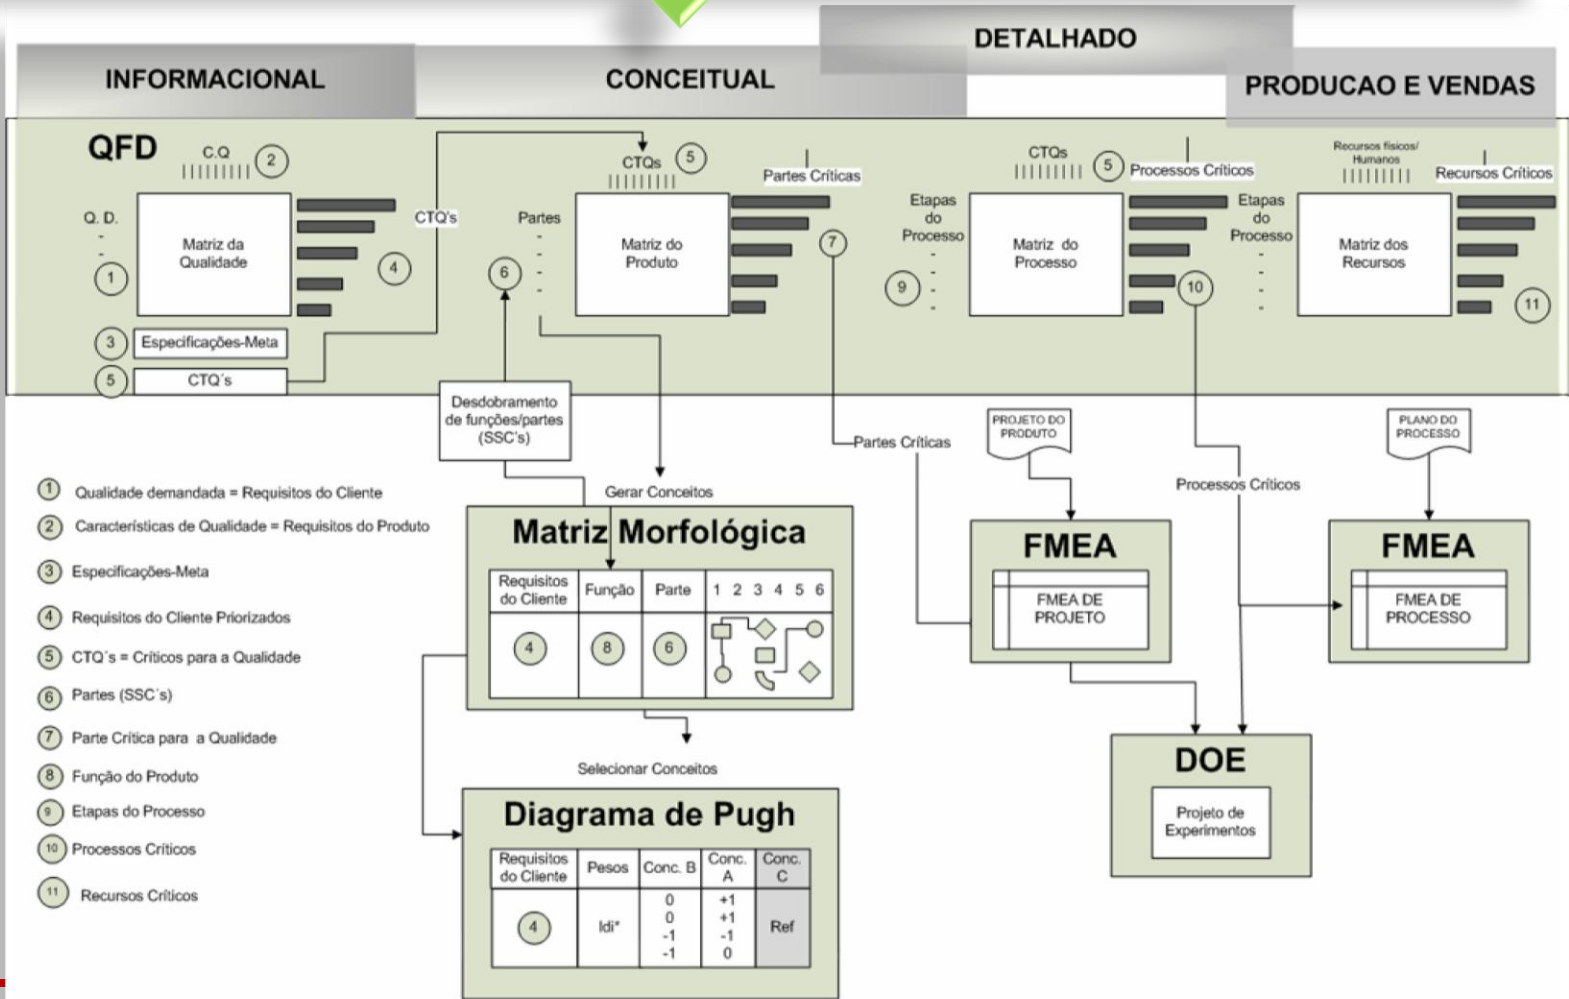 INFORMACIONAL
CONCEITUAL
DETALHADO
PRODUCAO E VENDAS
QFD
C.Q
2
Q. D.
-
-
1
Matriz da
Qualidade
4
3
Especificações-Meta
5
CTQ´s
CTQ's
CTQs
5
Partes
-
-
-
-
6
Matriz do
Produto
Partes Críticas
7
CTQs
5
Etapas
do
Processo
-
-
-
-
9
Matriz do
Processo
Processos Críticos
10
Recursos físicos/
Humanos
Etapas
do
Processo
-
-
-
-
Matriz dos
Recursos
Recursos Críticos
11
Desdobramento
de funções/partes
(SSC´s)
Gerar Conceitos
Partes Críticas
PROJETO DO
PRODUTO
Processos Críticos
PLANO DO
PROCESSO
1 Qualidade demandada = Requisitos do Cliente
2 Características de Qualidade = Requisitos do Produto
3 Especificações-Meta
4 Requisitos do Cliente Priorizados
5 CTQ´s = Críticos para a Qualidade
6 Partes (SSC´s)
7 Parte Crítica para a Qualidade
8 Função do Produto
9 Etapas do Processo
10 Processos Críticos
11 Recursos Críticos
Matriz Morfológica
Requisitos
do Cliente
Função
Parte
1 2 3 4 5 6
4
8
6
Selecionar Conceitos
Diagrama de Pugh
Requisitos
do Cliente
Pesos
Conc. B
Conc.
A
Conc.
C
4
Idi*
0
0
-1
-1
+1
+1
-1
0
Ref
FMEA
FMEA DE
PROJETO
FMEA
FMEA DE
PROCESSO
DOE
Projeto de
Experimentos